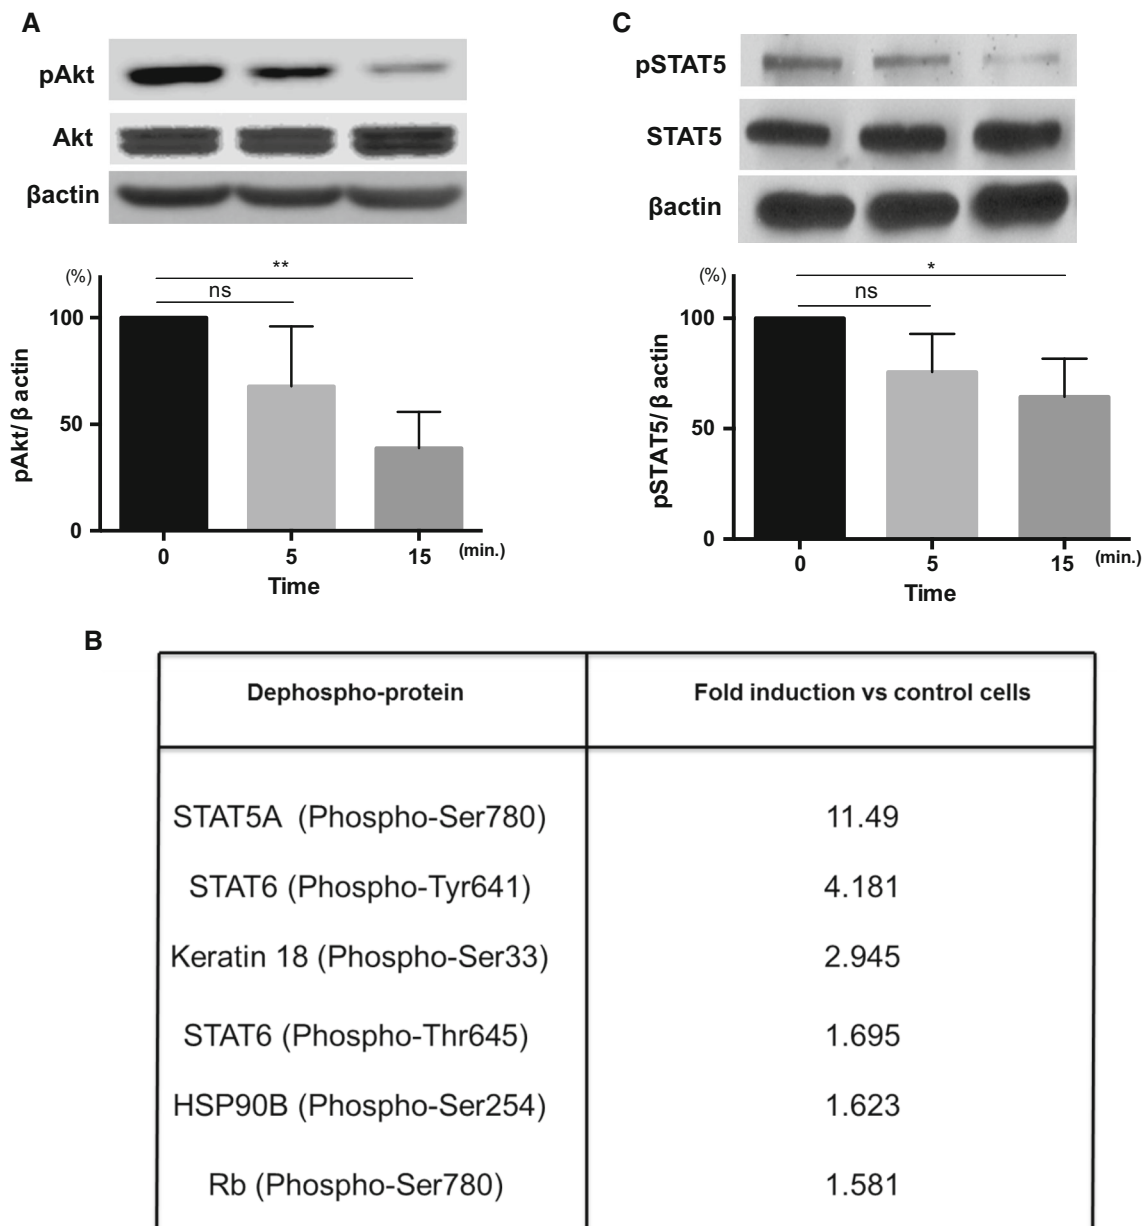 A
pAkt
Akt
βactin
(%)
**
ns
100
50
0
pAkt/ β actin
0 5 15 (min.)
Time
C
pSTAT5
STAT5
βactin
(%)
*
ns
100
50
0
pSTAT5/ β actin
0 5 15 (min.)
Time
B
Dephospho-protein Fold induction vs control cells
STAT5A (Phospho-Ser780) 11.49
STAT6 (Phospho-Tyr641) 4.181
Keratin 18 (Phospho-Ser33) 2.945
STAT6 (Phospho-Thr645) 1.695
HSP90B (Phospho-Ser254) 1.623
Rb (Phospho-Ser780) 1.581